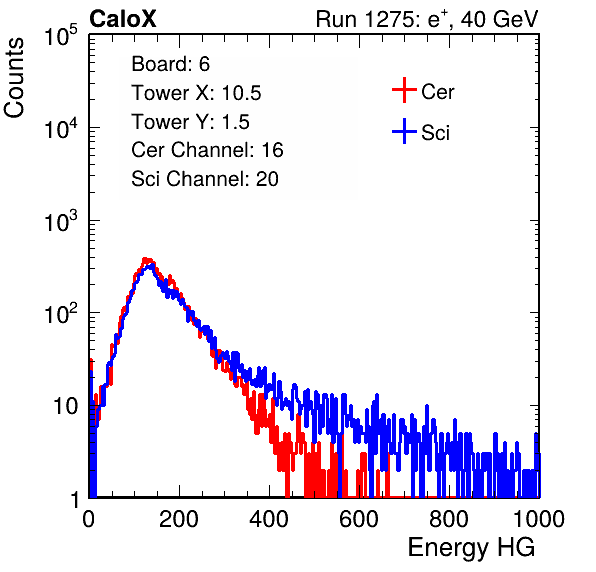 CaloX Run 1275: e⁺, 40 GeV
Counts
Board: 6
Tower X: 10.5
Tower Y: 1.5
Cer Channel: 16
Sci Channel: 20
Cer
Sci
10⁵
10⁴
10³
10²
10
1
0 200 400 600 800 1000
Energy HG